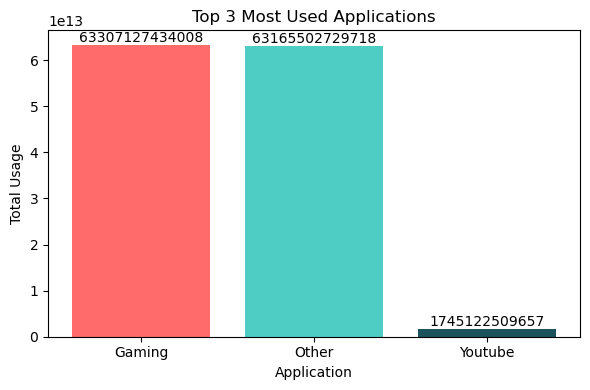 Top 3 Most Used Applications
1e13
63307127434008
63165502729718
1745122509657
6
5
4
3
2
1
0
Total Usage
Gaming
Other
Youtube
Application